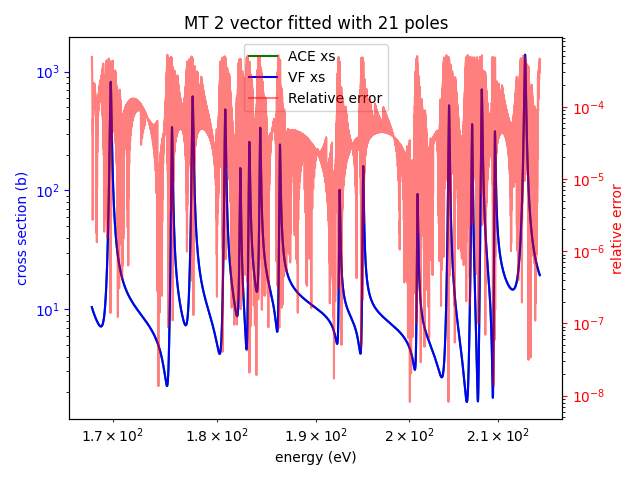 MT 2 vector fitted with 21 poles
ACE xs
VF xs
Relative error
cross section (b)
10³
10²
10¹
relative error
10⁻⁴
10⁻⁵
10⁻⁶
10⁻⁷
10⁻⁸
1.7 × 10² 1.8 × 10² 1.9 × 10² 2 × 10² 2.1 × 10²
energy (eV)